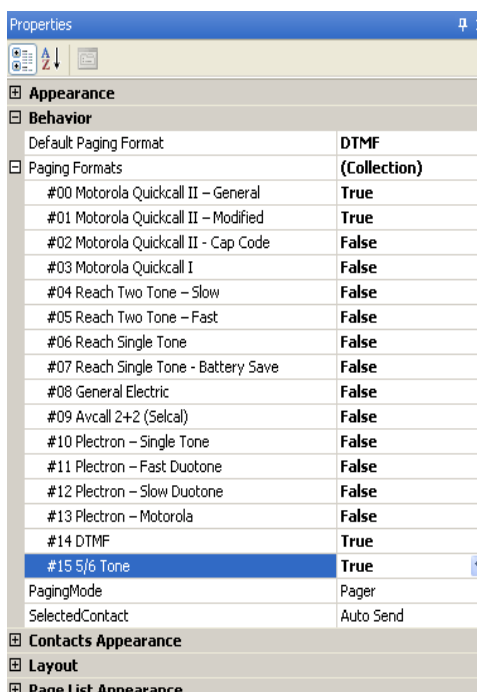 Properties
Appearance
Behavior
Default Paging Format DTMF
Paging Formats (Collection)
#00 Motorola Quickcall II – General True
#01 Motorola Quickcall II – Modified True
#02 Motorola Quickcall II - Cap Code False
#03 Motorola Quickcall I False
#04 Reach Two Tone – Slow False
#05 Reach Two Tone – Fast False
#06 Reach Single Tone False
#07 Reach Single Tone - Battery Save False
#08 General Electric False
#09 Avcall 2+2 (Selcal) False
#10 Plectron – Single Tone False
#11 Plectron – Fast Duotone False
#12 Plectron – Slow Duotone False
#13 Plectron – Motorola False
#14 DTMF True
#15 5/6 Tone True
PagingMode Pager
SelectedContact Auto Send
Contacts Appearance
Layout
Page List Appearance